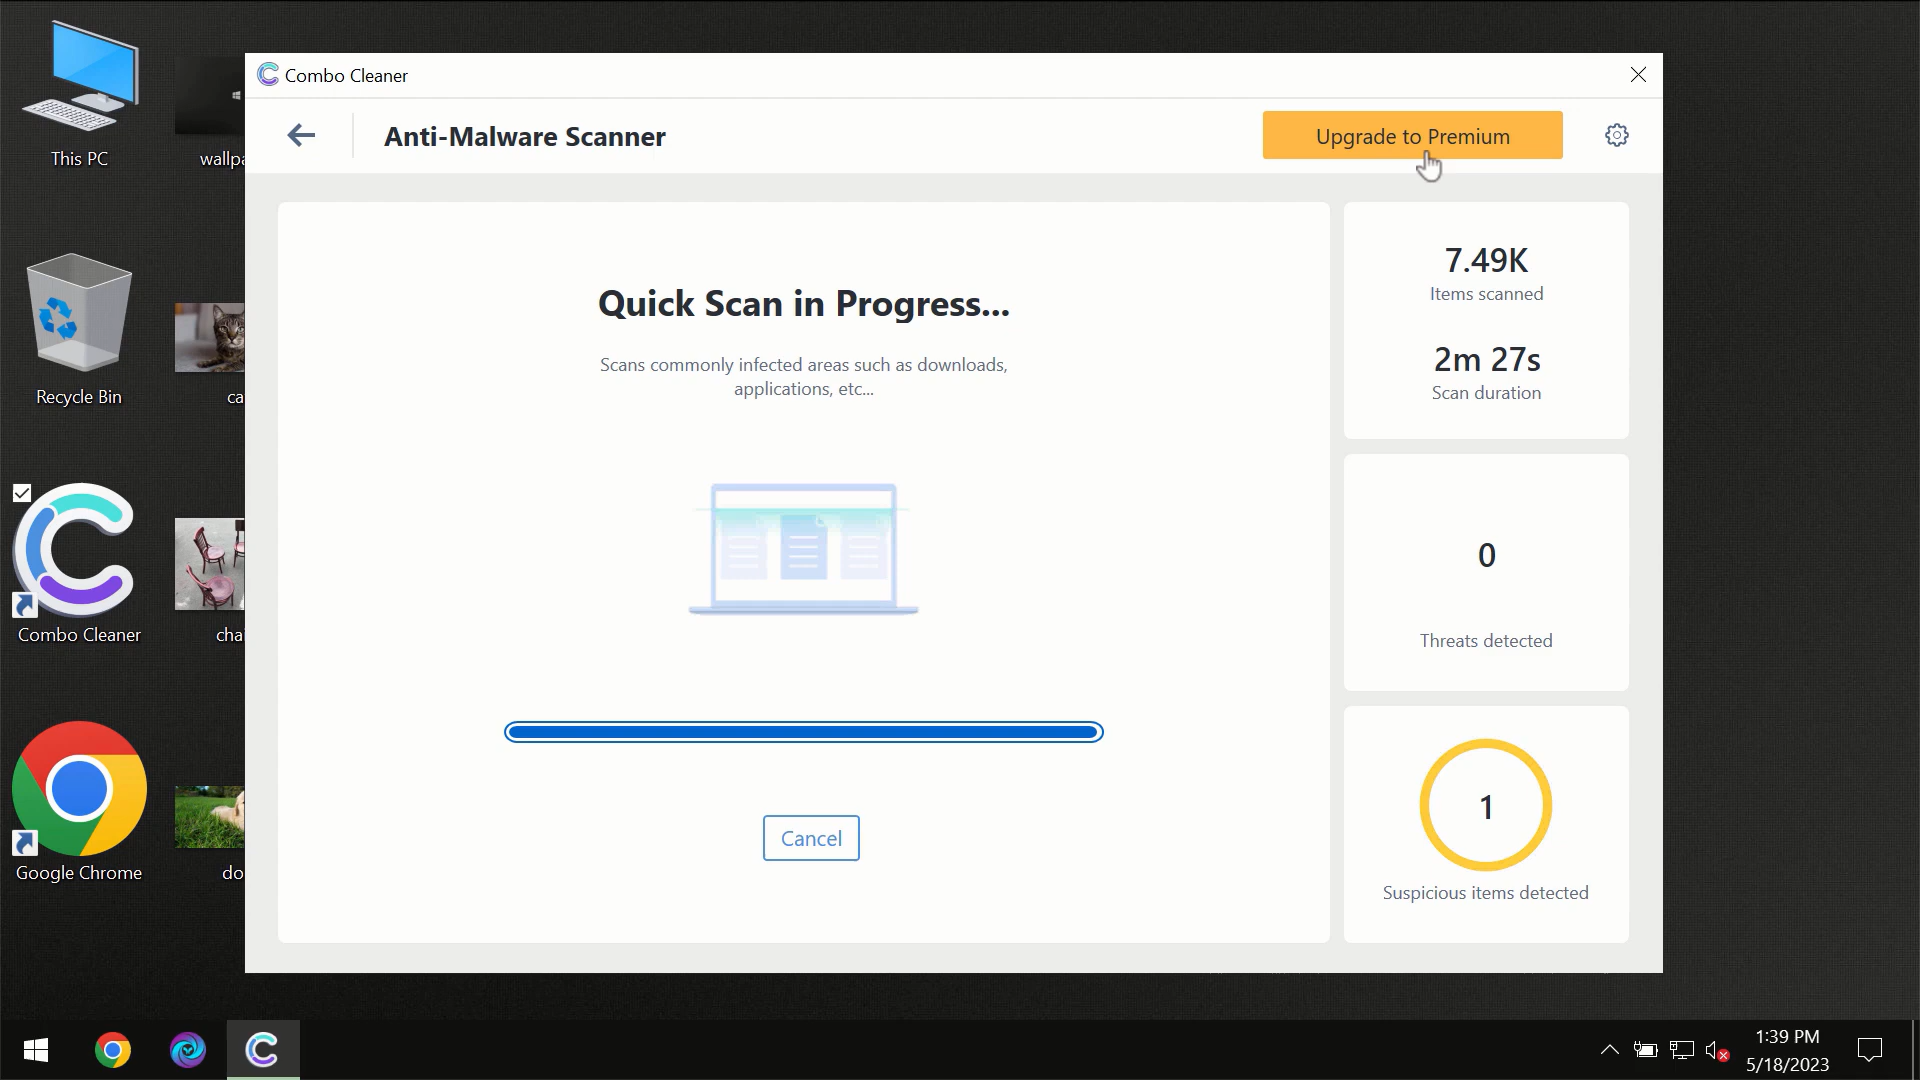 This PC
wallpa
Recycle Bin
ca
Combo Cleaner
chai
Google Chrome
do
Combo Cleaner
Anti-Malware Scanner
Upgrade to Premium
Quick Scan in Progress...
Scans commonly infected areas such as downloads,
applications, etc...
Cancel
7.49K
Items scanned
2m 27s
Scan duration
0
Threats detected
1
Suspicious items detected
1:39 PM
5/18/2023